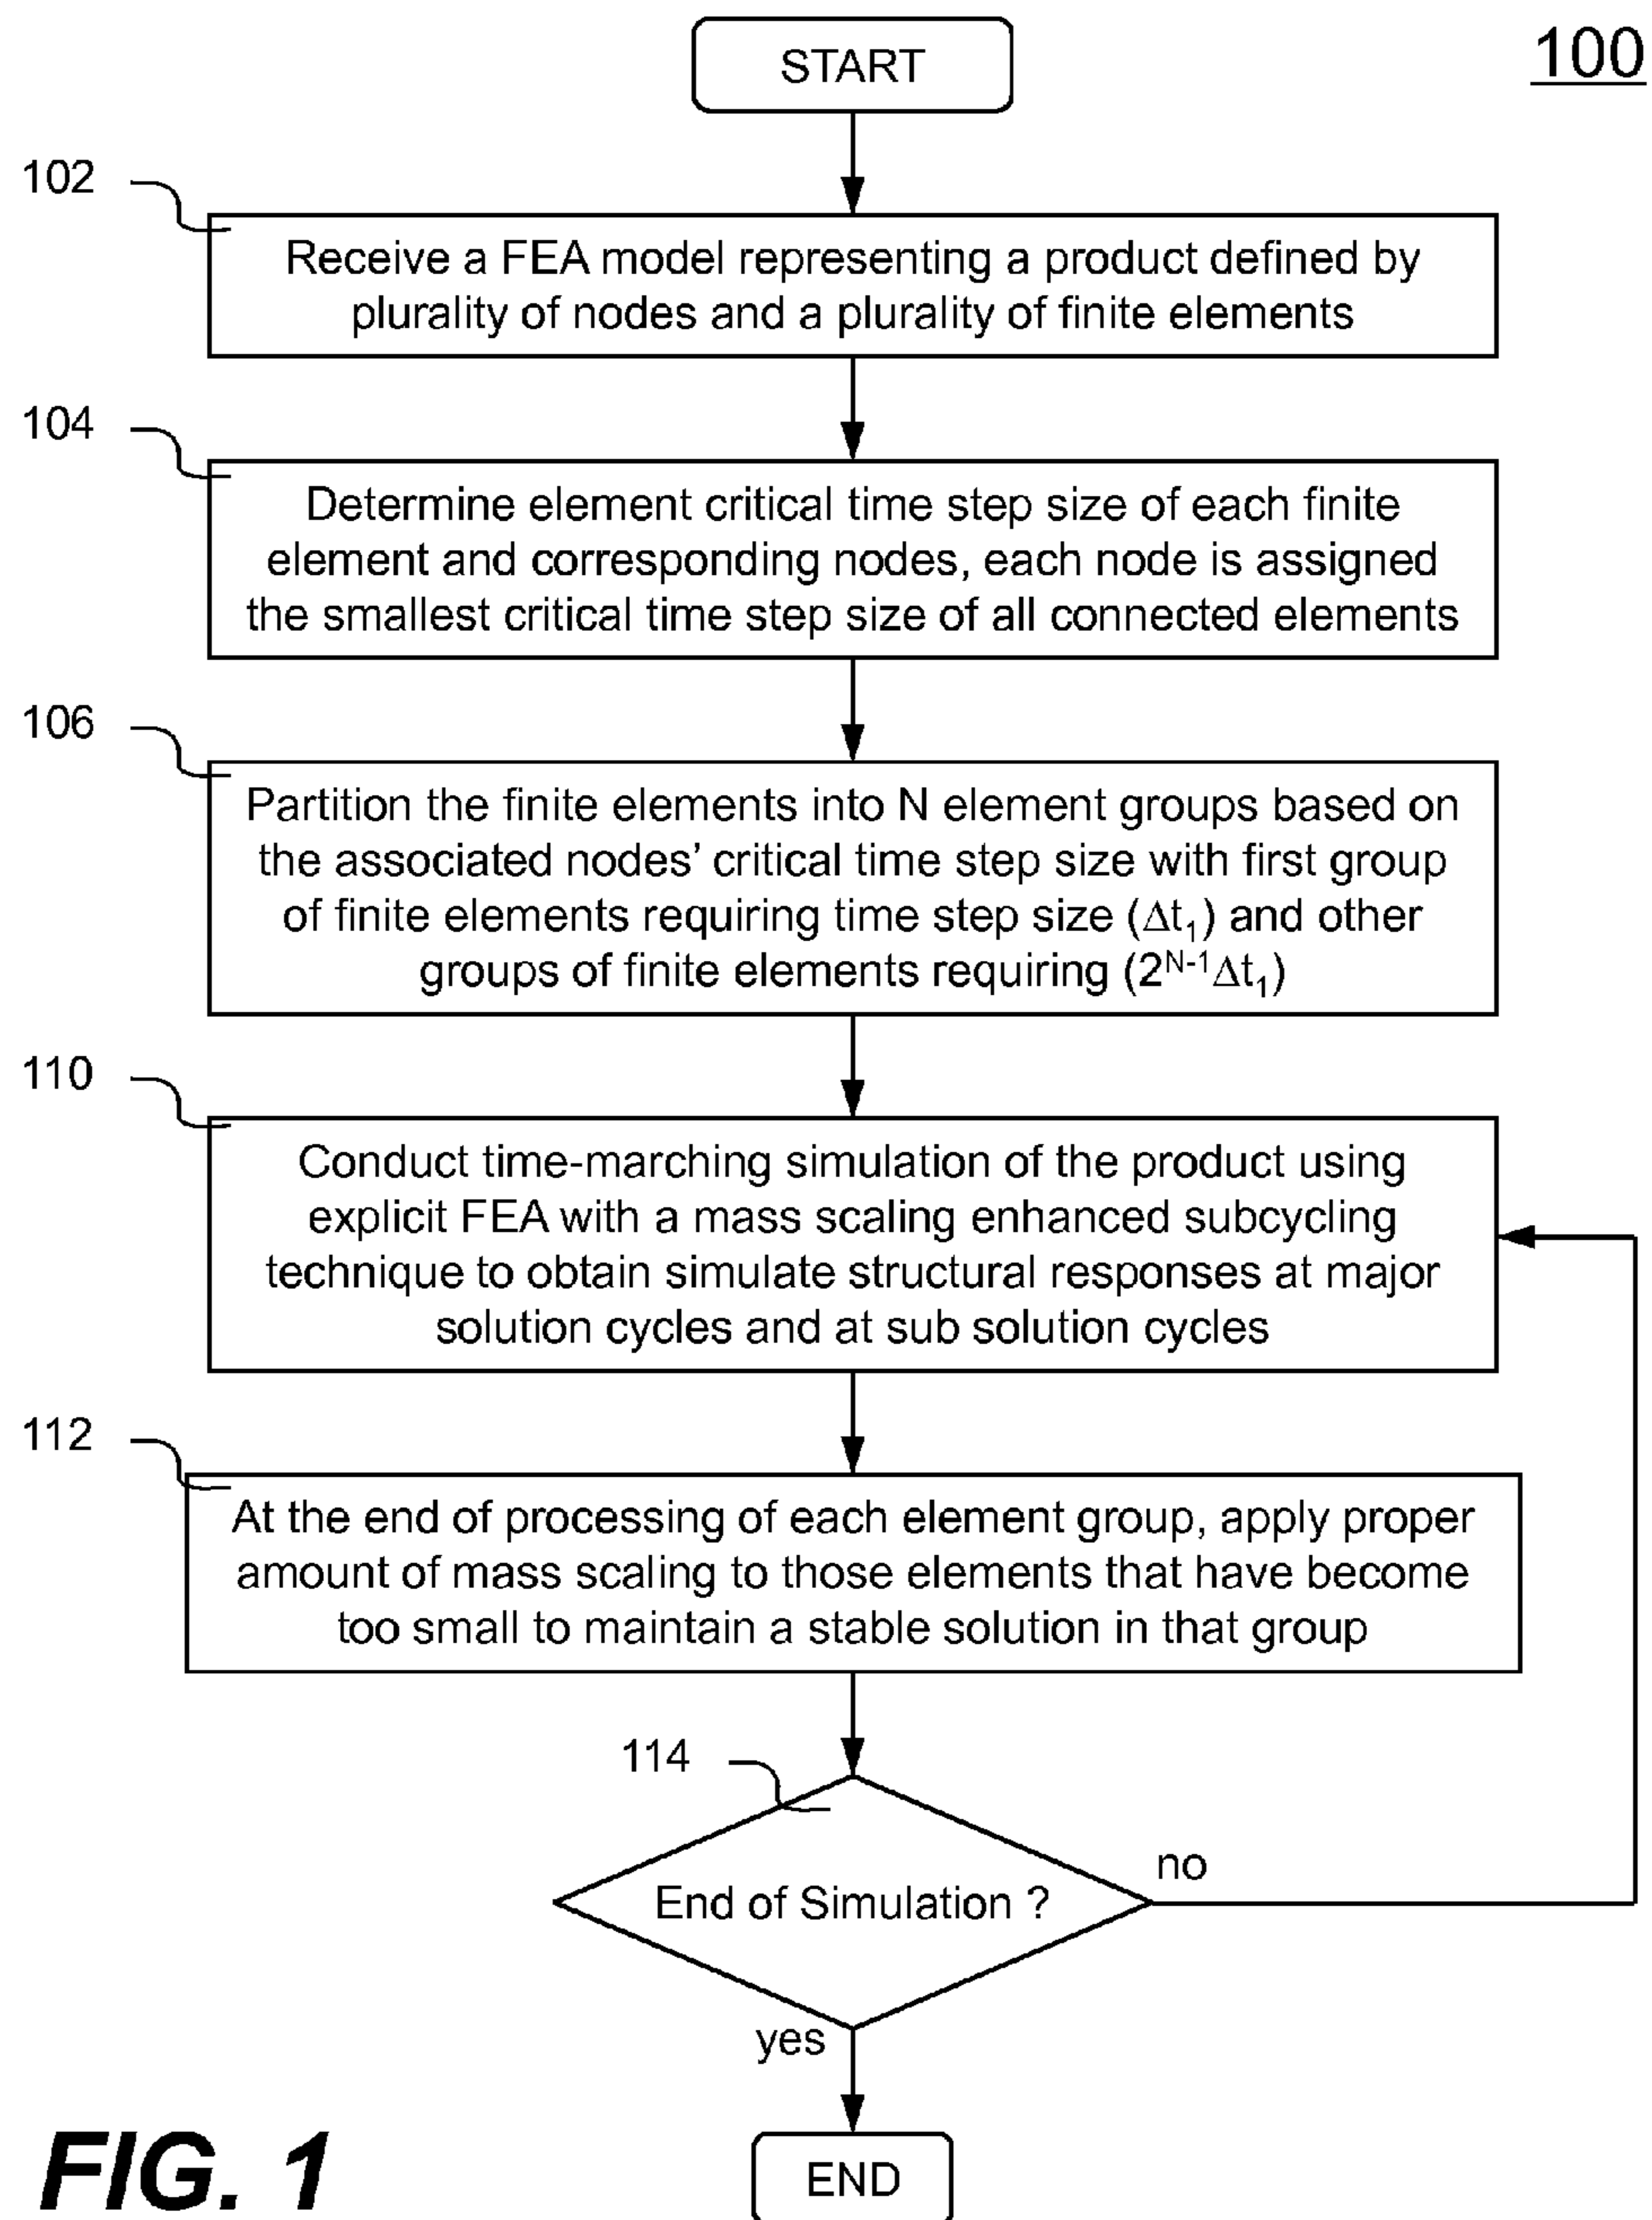 START
100
102
Receive a FEA model representing a product defined by
plurality of nodes and a plurality of finite elements
104
Determine element critical time step size of each finite
element and corresponding nodes, each node is assigned
the smallest critical time step size of all connected elements
106
Partition the finite elements into N element groups based on
the associated nodes’ critical time step size with first group
of finite elements requiring time step size (Δt₁) and other
groups of finite elements requiring (2ᴺ⁻¹Δt₁)
110
Conduct time-marching simulation of the product using
explicit FEA with a mass scaling enhanced subcycling
technique to obtain simulate structural responses at major
solution cycles and at sub solution cycles
112
At the end of processing of each element group, apply proper
amount of mass scaling to those elements that have become
too small to maintain a stable solution in that group
114
no
End of Simulation ?
yes
END
FIG. 1